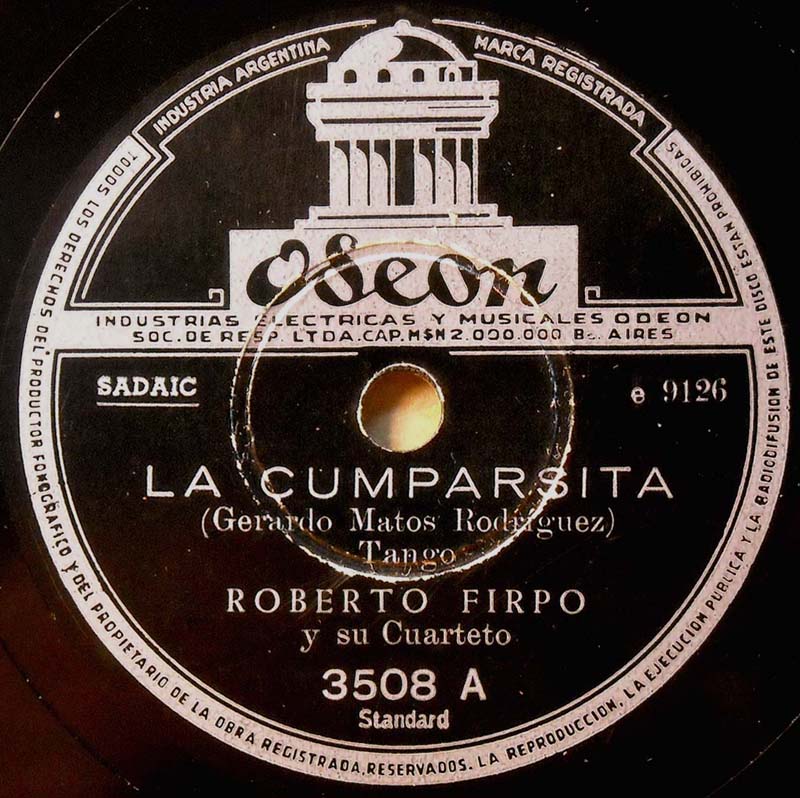 INDUSTRIA ARGENTINA
MARCA REGISTRADA
Odeon
INDUSTRIAS ELECTRICAS Y MUSICALES ODEON
SOC. DE RESP. LTDA. CAP. M$N 2.000.000 Bs. AIRES
SADAIC
e 9126
LA CUMPARSITA
(Gerardo Matos Rodríguez)
Tango
ROBERTO FIRPO
y su Cuarteto
3508 A
Standard
TODOS LOS DERECHOS DEL PRODUCTOR FONOGRAFICO Y DEL PROPIETARIO DE LA OBRA REGISTRADA, RESERVADOS. LA REPRODUCCION, LA EJECUCION PUBLICA Y LA RADIODIFUSION DE ESTE DISCO ESTAN PROHIBIDAS